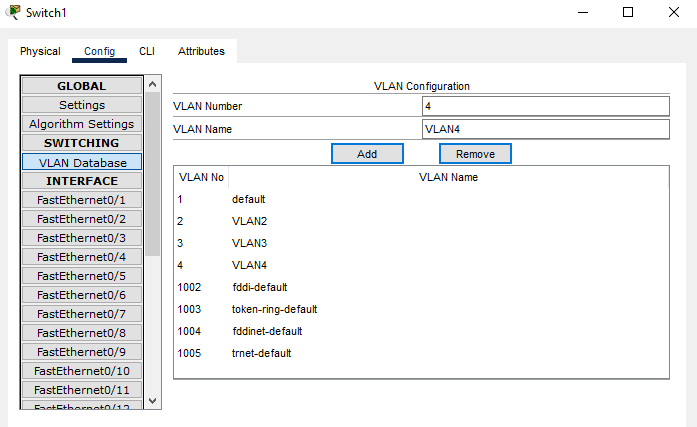 Switch1
Physical Config CLI Attributes
GLOBAL
Settings
Algorithm Settings
SWITCHING
VLAN Database
INTERFACE
FastEthernet0/1
FastEthernet0/2
FastEthernet0/3
FastEthernet0/4
FastEthernet0/5
FastEthernet0/6
FastEthernet0/7
FastEthernet0/8
FastEthernet0/9
FastEthernet0/10
FastEthernet0/11
FastEthernet0/12
VLAN Configuration
VLAN Number 4
VLAN Name VLAN4
Add Remove
VLAN No VLAN Name
1 default
2 VLAN2
3 VLAN3
4 VLAN4
1002 fddi-default
1003 token-ring-default
1004 fddinet-default
1005 trnet-default